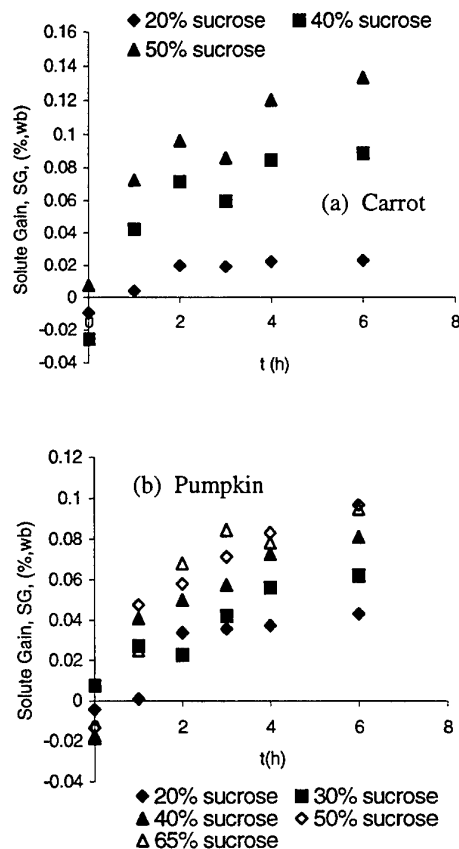 20% sucrose 40% sucrose
50% sucrose
0.16
0.14
0.12
0.1
0.08
0.06
0.04
0.02
0
-0.02
-0.04
Solute Gain, SG, (%,wb)
(a) Carrot
0 2 4 6 8
t (h)
0.12
0.1
0.08
0.06
0.04
0.02
0
-0.02
-0.04
Solute Gain, SG, (%,wb)
(b) Pumpkin
2 4 6 8
t(h)
20% sucrose 30% sucrose
40% sucrose 50% sucrose
65% sucrose